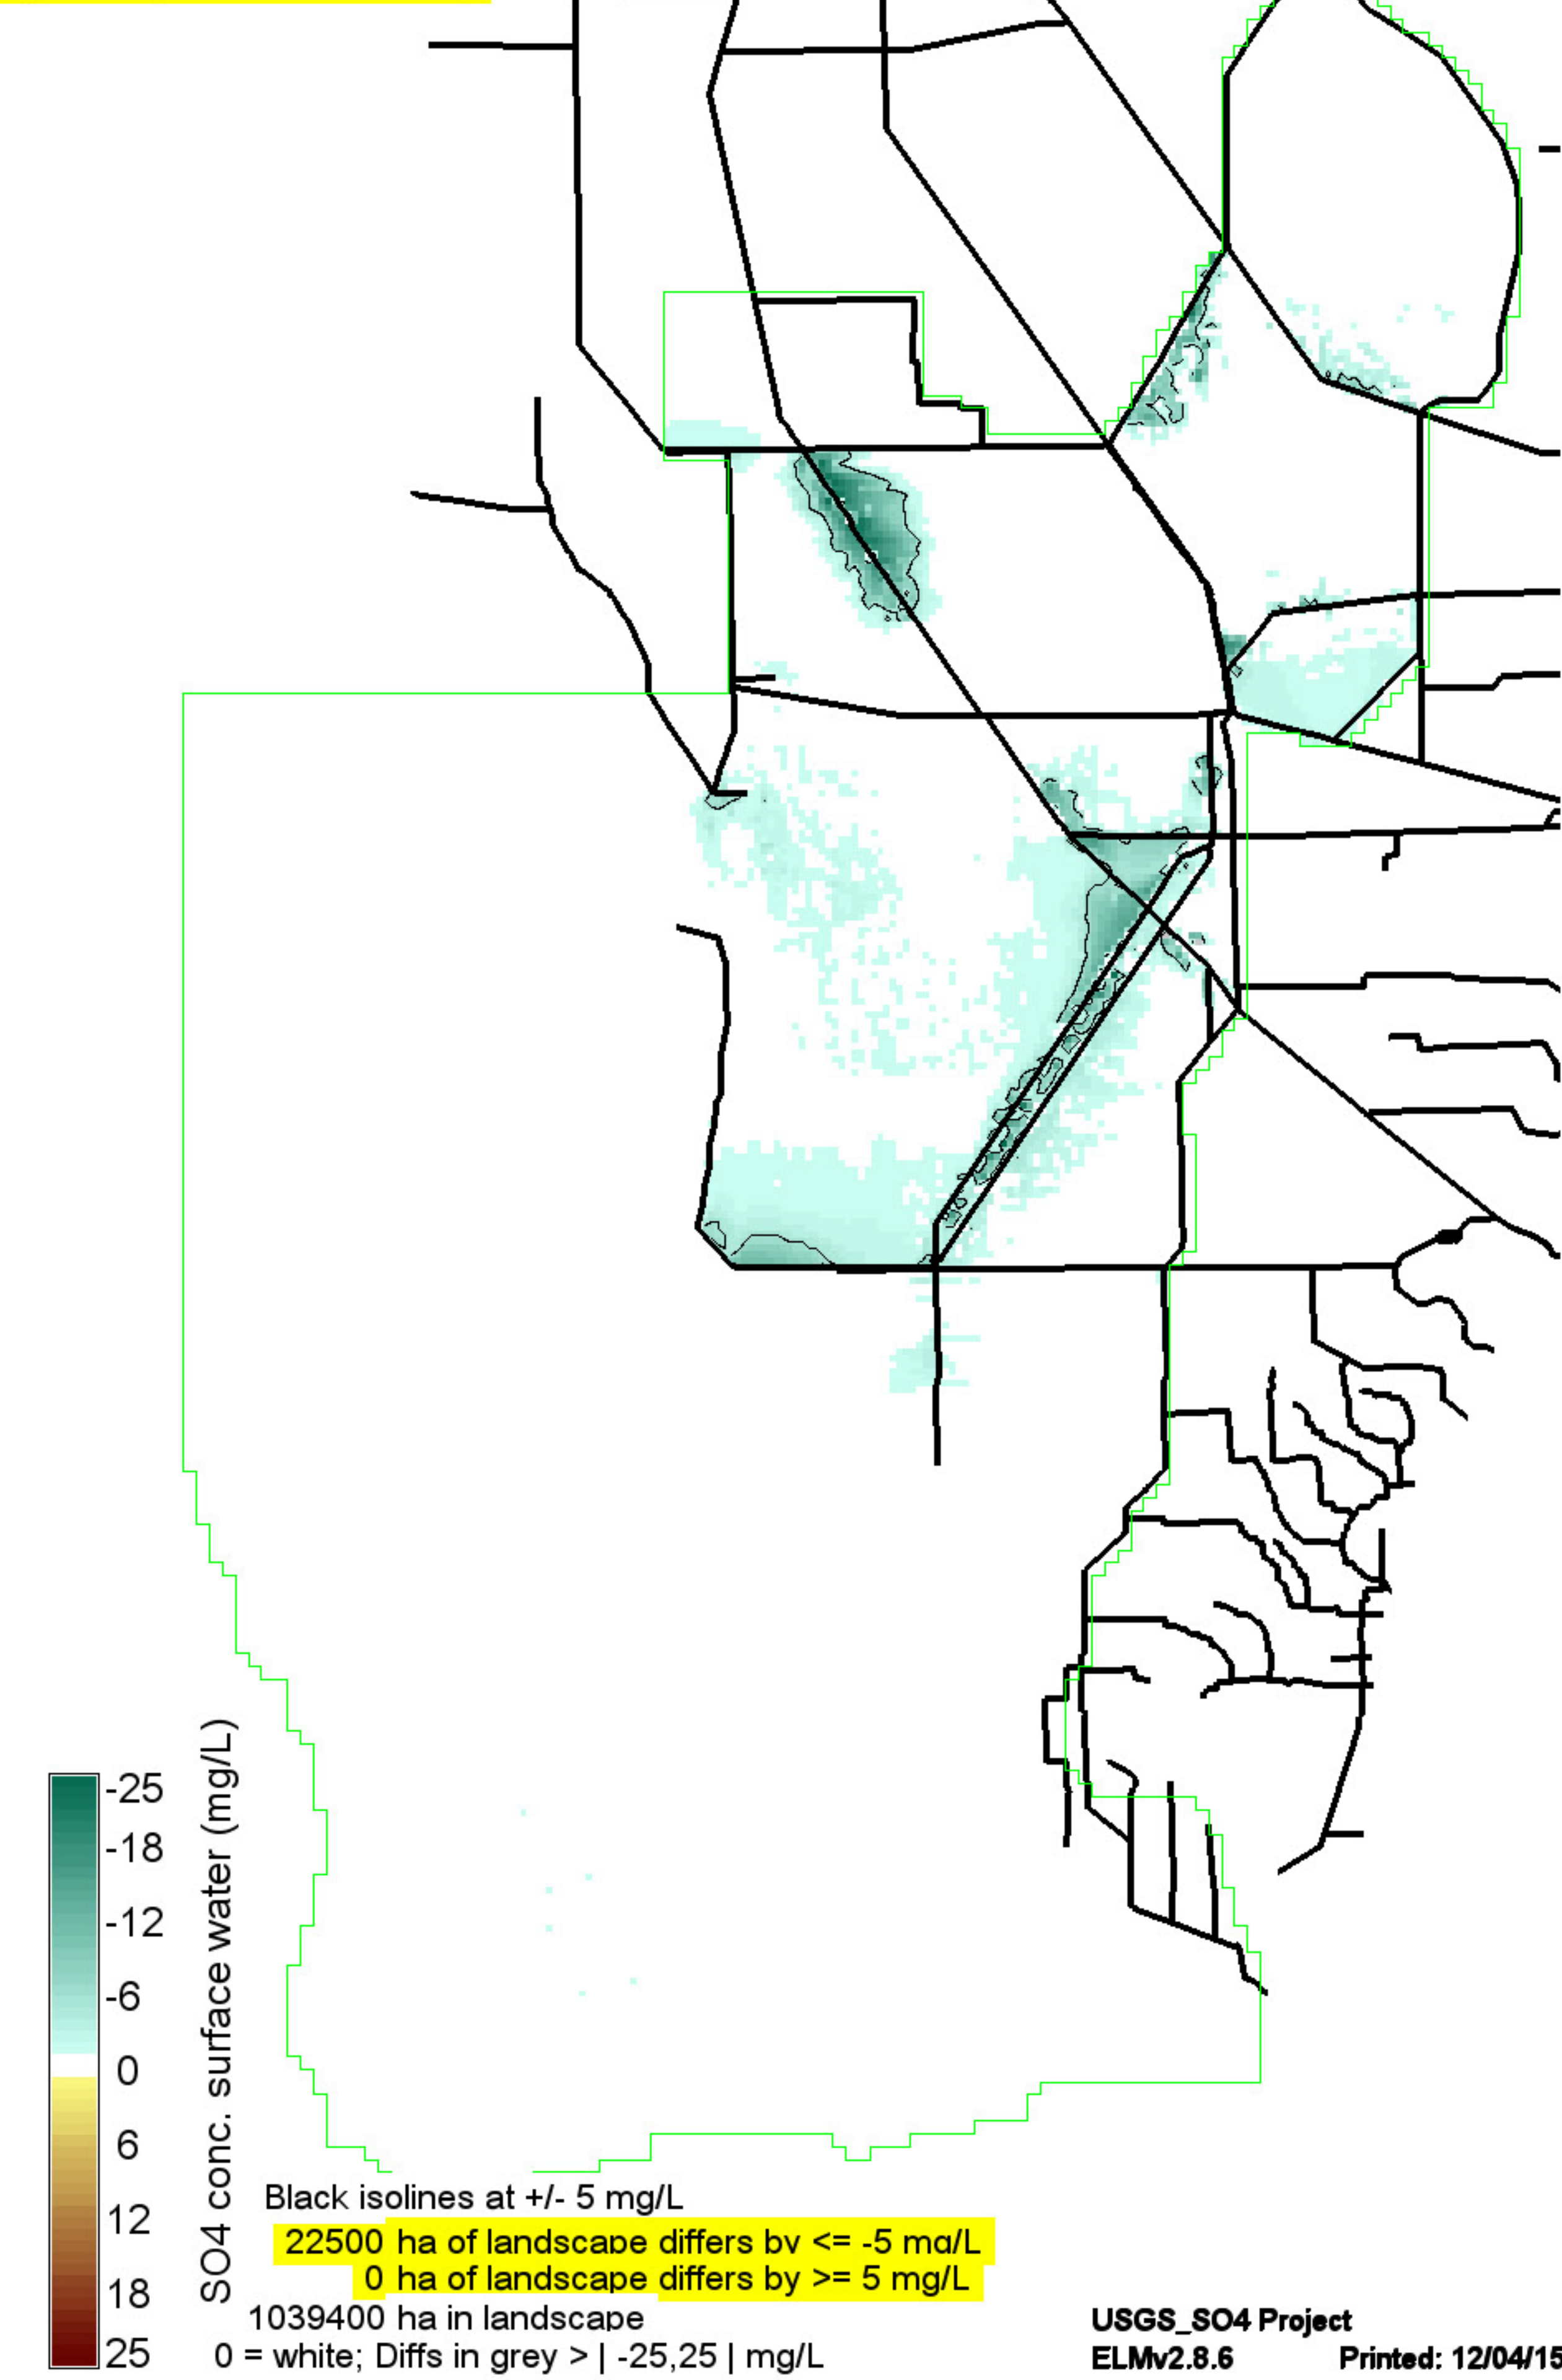 -25
-18
-12
-6
0
6
12
18
25
SO4 conc. surface water (mg/L)
Black isolines at +/- 5 mg/L
22500 ha of landscape differs by <= -5 mg/L
0 ha of landscape differs by >= 5 mg/L
1039400 ha in landscape
0 = white; Diffs in grey > | -25,25 | mg/L
USGS_SO4 Project
ELMv2.8.6 Printed: 12/04/15